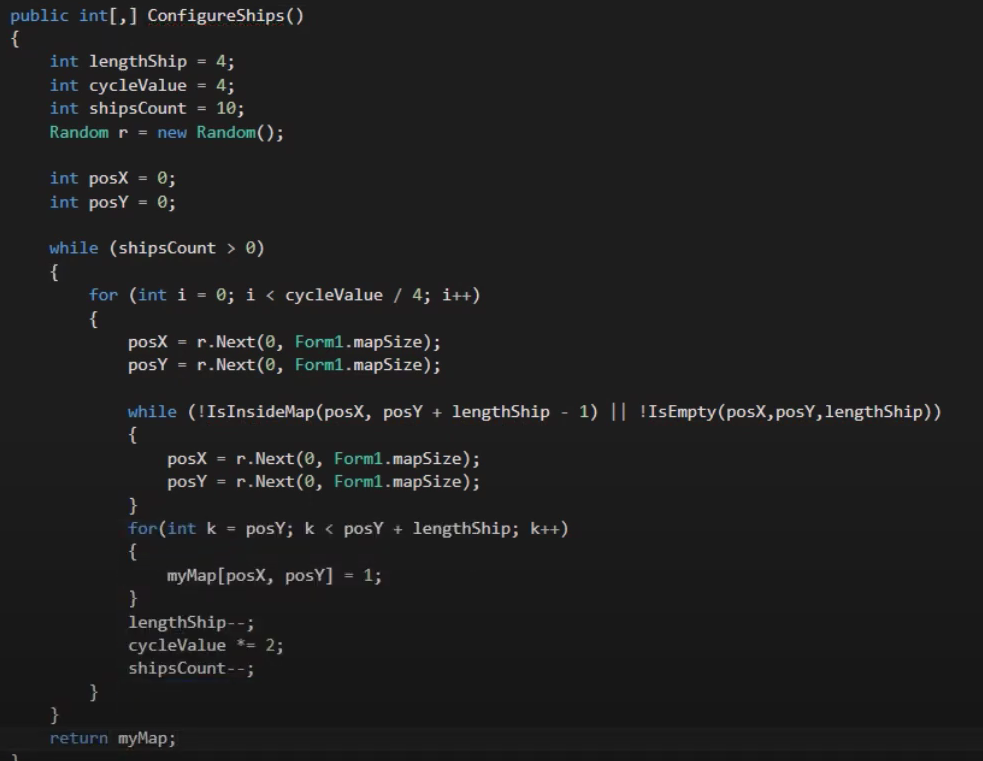 public int[,] ConfigureShips()
{
    int lengthShip = 4;
    int cycleValue = 4;
    int shipsCount = 10;
    Random r = new Random();

    int posX = 0;
    int posY = 0;

    while (shipsCount > 0)
    {
        for (int i = 0; i < cycleValue / 4; i++)
        {
            posX = r.Next(0, Form1.mapSize);
            posY = r.Next(0, Form1.mapSize);

            while (!IsInsideMap(posX, posY + lengthShip - 1) || !IsEmpty(posX,posY,lengthShip))
            {
                posX = r.Next(0, Form1.mapSize);
                posY = r.Next(0, Form1.mapSize);
            }
            for(int k = posY; k < posY + lengthShip; k++)
            {
                myMap[posX, posY] = 1;
            }
            lengthShip--;
            cycleValue *= 2;
            shipsCount--;
        }
    }
    return myMap;
}